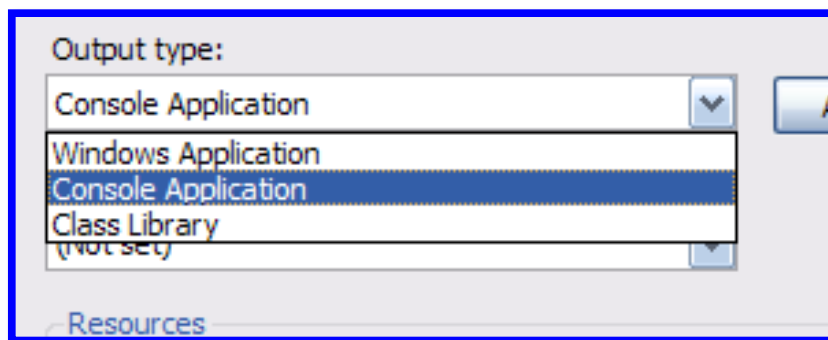 Output type:
Console Application
A
Windows Application
Console Application
Class Library
(Not set)
Resources